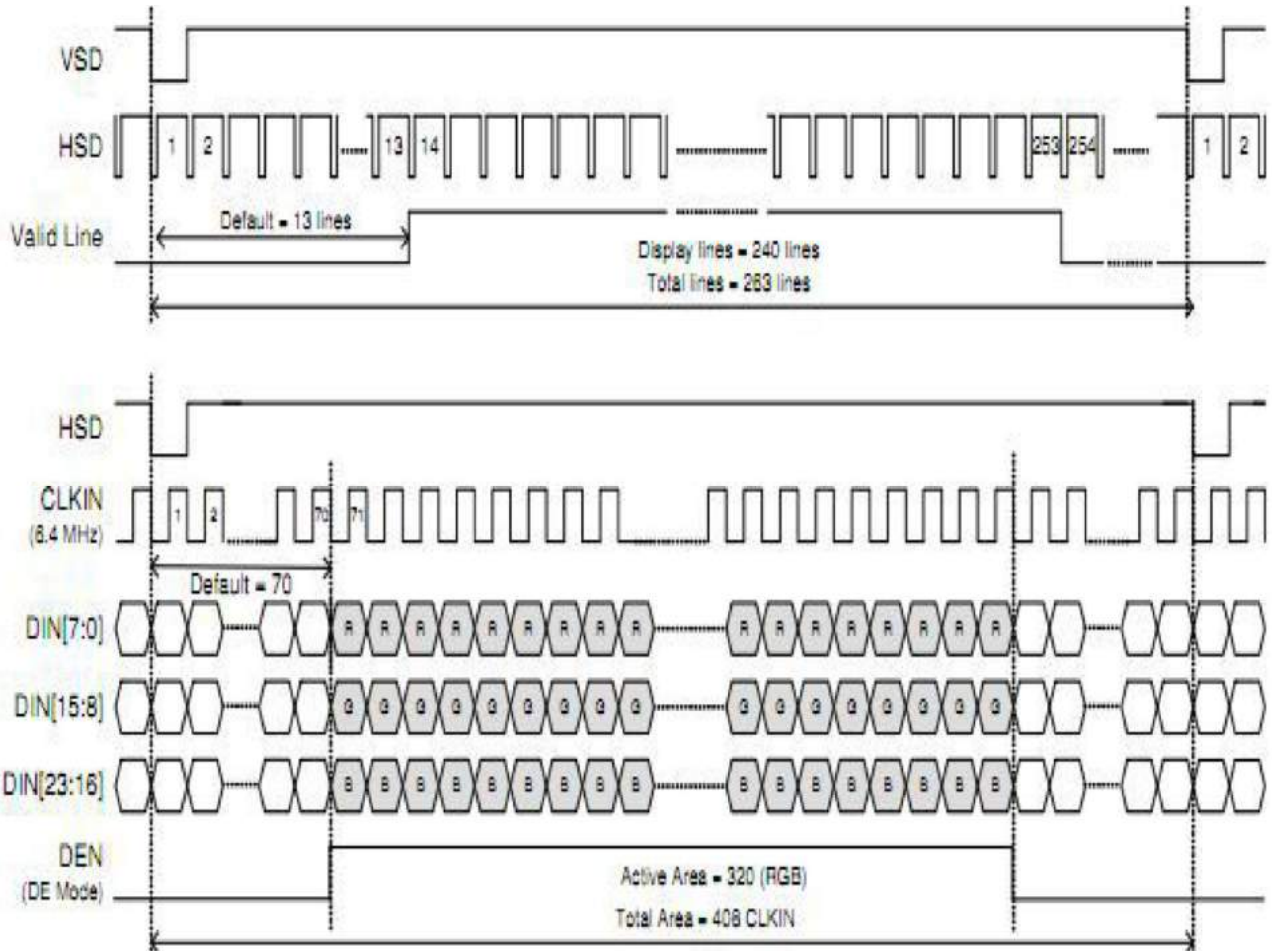 VSD
HSD
1 2 13 14 253 254 1 2
Valid Line
Default = 13 lines
Display lines = 240 lines
Total lines = 263 lines
HSD
CLKIN
(6.4 MHz)
1 2 70 71
Default = 70
DIN[7:0]
R R R R R R R R R R R R R R R R R
DIN[15:8]
G G G G G G G G G G G G G G G G G
DIN[23:16]
B B B B B B B B B B B B B B B B B
DEN
(DE Mode)
Active Area = 320 (RGB)
Total Area = 408 CLKIN